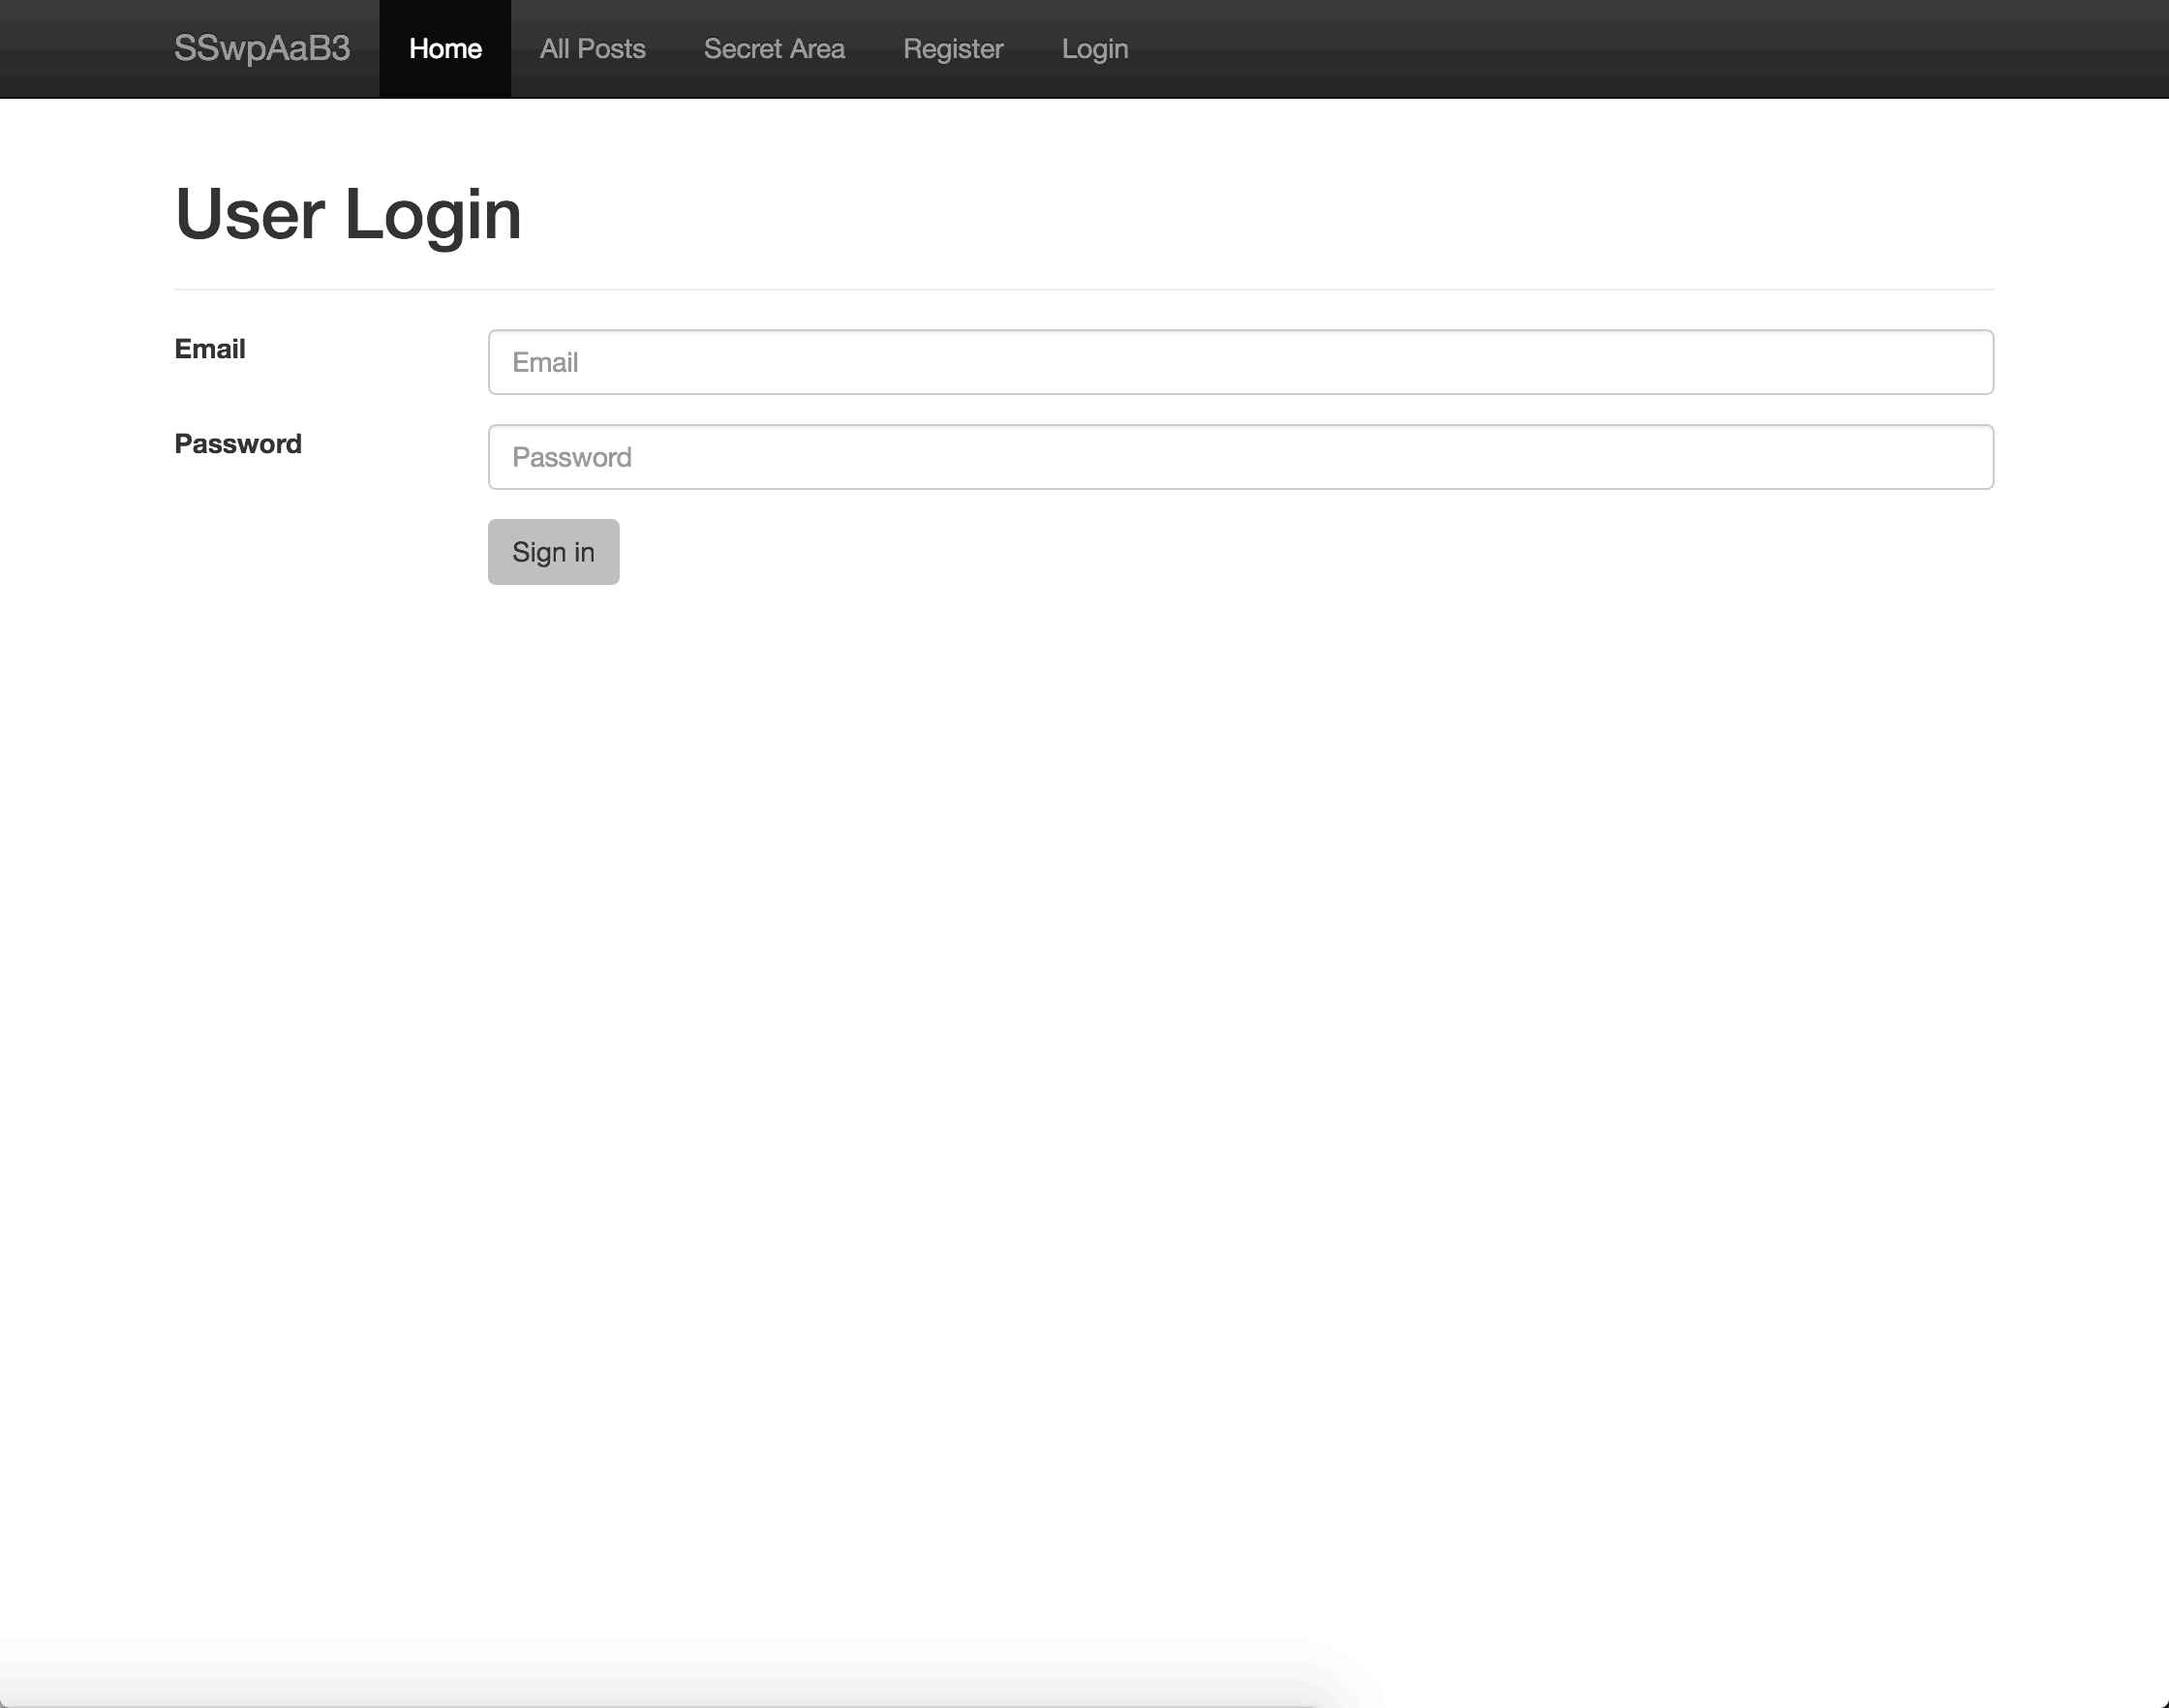 SSwpAaB3 Home All Posts Secret Area Register Login
User Login
Email Email
Password Password
Sign in